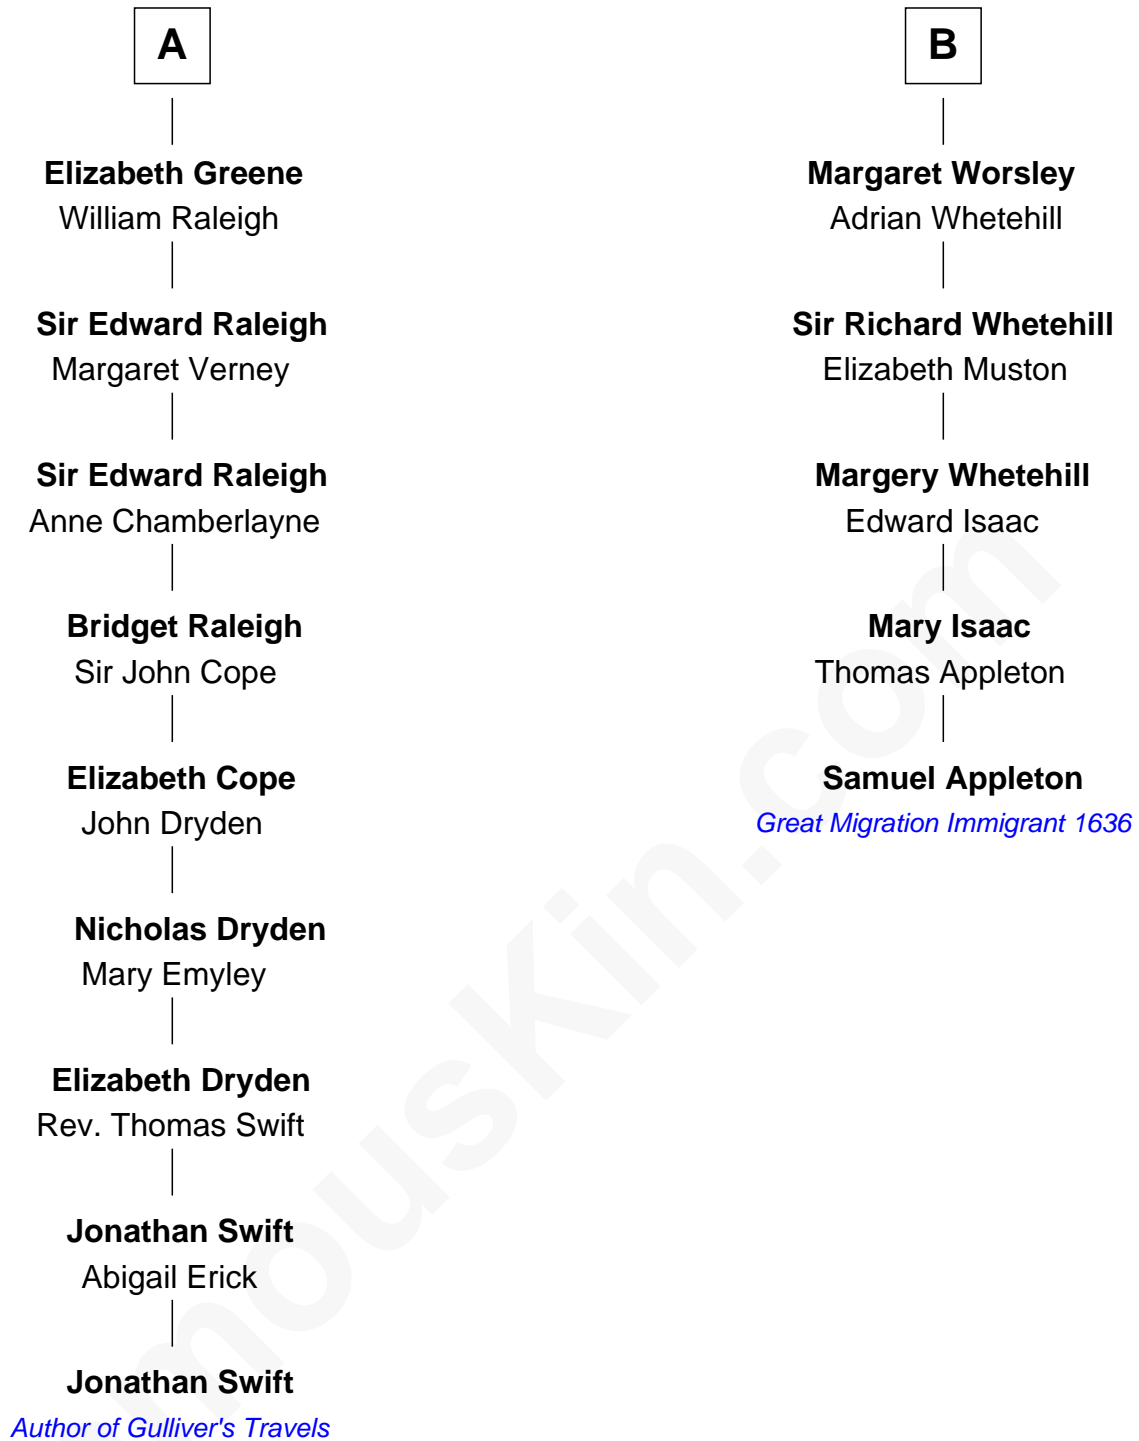 A
Elizabeth Greene
William Raleigh
Sir Edward Raleigh
Margaret Verney
Sir Edward Raleigh
Anne Chamberlayne
Bridget Raleigh
Sir John Cope
Elizabeth Cope
John Dryden
Nicholas Dryden
Mary Emyley
Elizabeth Dryden
Rev. Thomas Swift
Jonathan Swift
Abigail Erick
Jonathan Swift
Author of Gulliver's Travels
B
Margaret Worsley
Adrian Whetehill
Sir Richard Whetehill
Elizabeth Muston
Margery Whetehill
Edward Isaac
Mary Isaac
Thomas Appleton
Samuel Appleton
Great Migration Immigrant 1636
mouskin.com